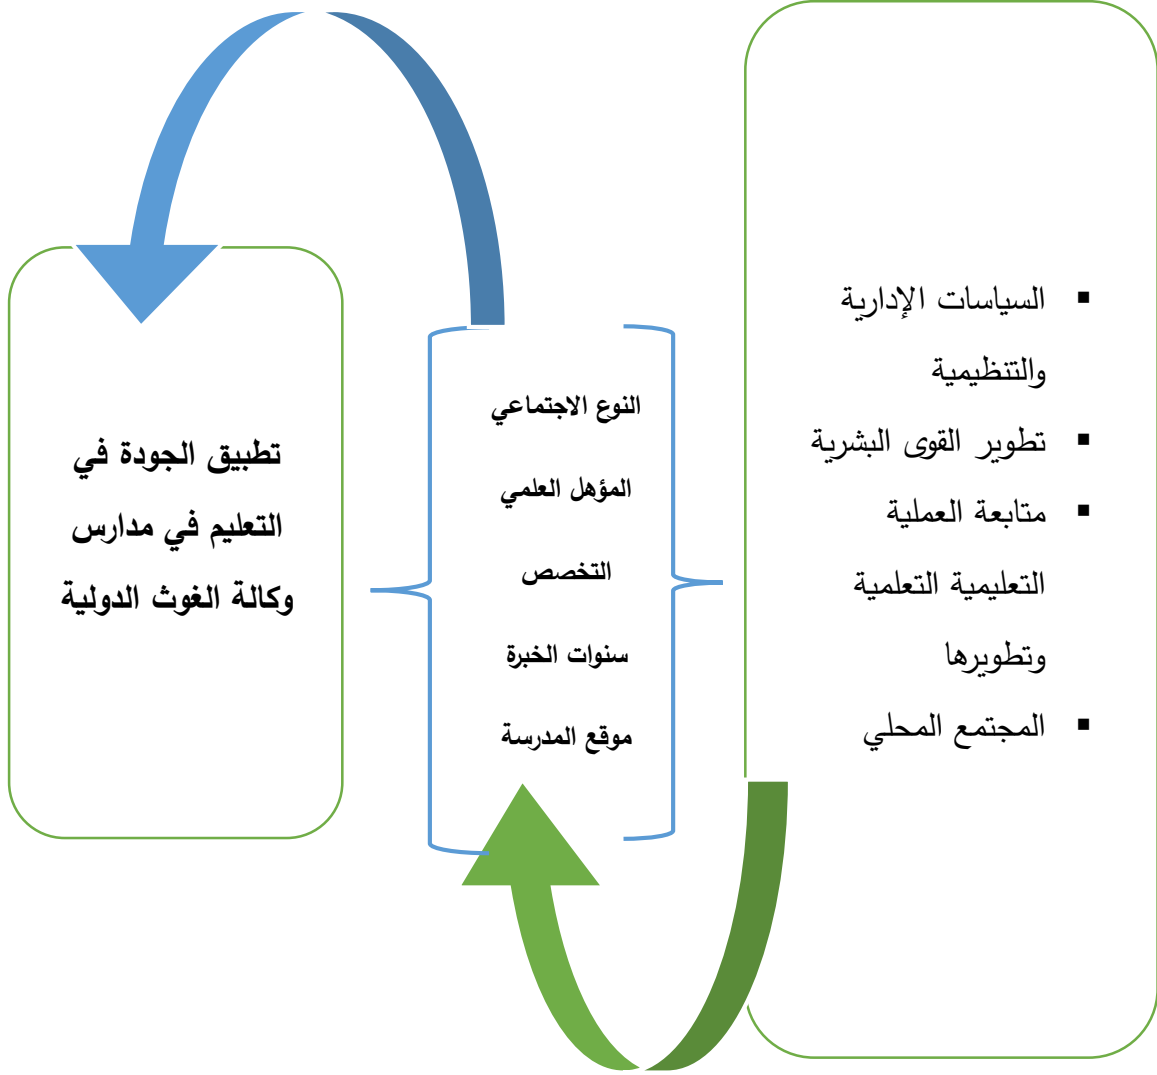 ▪ السياسات الإدارية
والتنظيمية
▪ تطوير القوى البشرية
▪ متابعة العملية
التعليمية التعلمية
وتطويرها
▪ المجتمع المحلي
النوع الاجتماعي
المؤهل العلمي
التخصص
سنوات الخبرة
موقع المدرسة
تطبيق الجودة في
التعليم في مدارس
وكالة الغوث الدولية